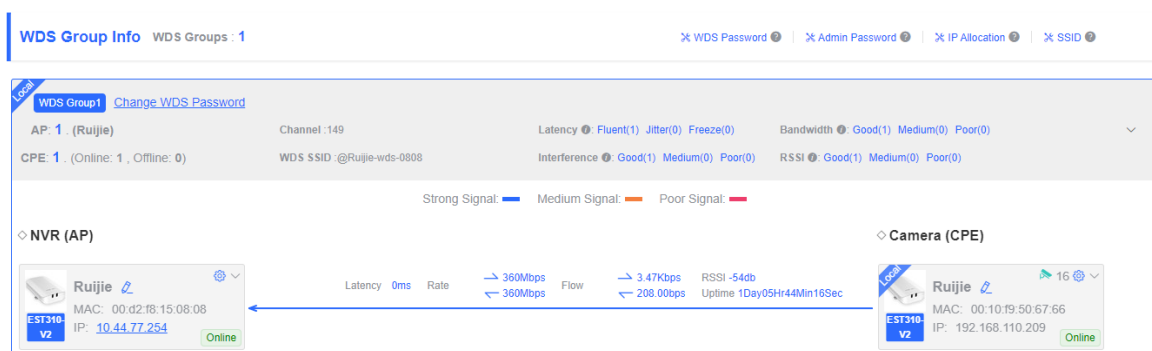 WDS Group Info WDS Groups : 1 WDS Password Admin Password IP Allocation SSID
Local
WDS Group1 Change WDS Password
AP: 1 . (Ruijie) Channel :149 Latency : Fluent(1) Jitter(0) Freeze(0) Bandwidth : Good(1) Medium(0) Poor(0)
CPE: 1 . (Online: 1 , Offline: 0) WDS SSID :@Ruijie-wds-0808 Interference : Good(1) Medium(0) Poor(0) RSSI : Good(1) Medium(0) Poor(0)
Strong Signal: Medium Signal: Poor Signal:
NVR (AP) Camera (CPE)
Ruijie
MAC: 00:d2:f8:15:08:08
EST310-V2
IP: 10.44.77.254
Online
Latency 0ms Rate 360Mbps 360Mbps Flow 3.47Kbps 208.00bps
RSSI -54db
Uptime 1Day05Hr44Min16Sec
Local
Ruijie 16
MAC: 00:10:f9:50:67:66
EST310-V2
IP: 192.168.110.209
Online